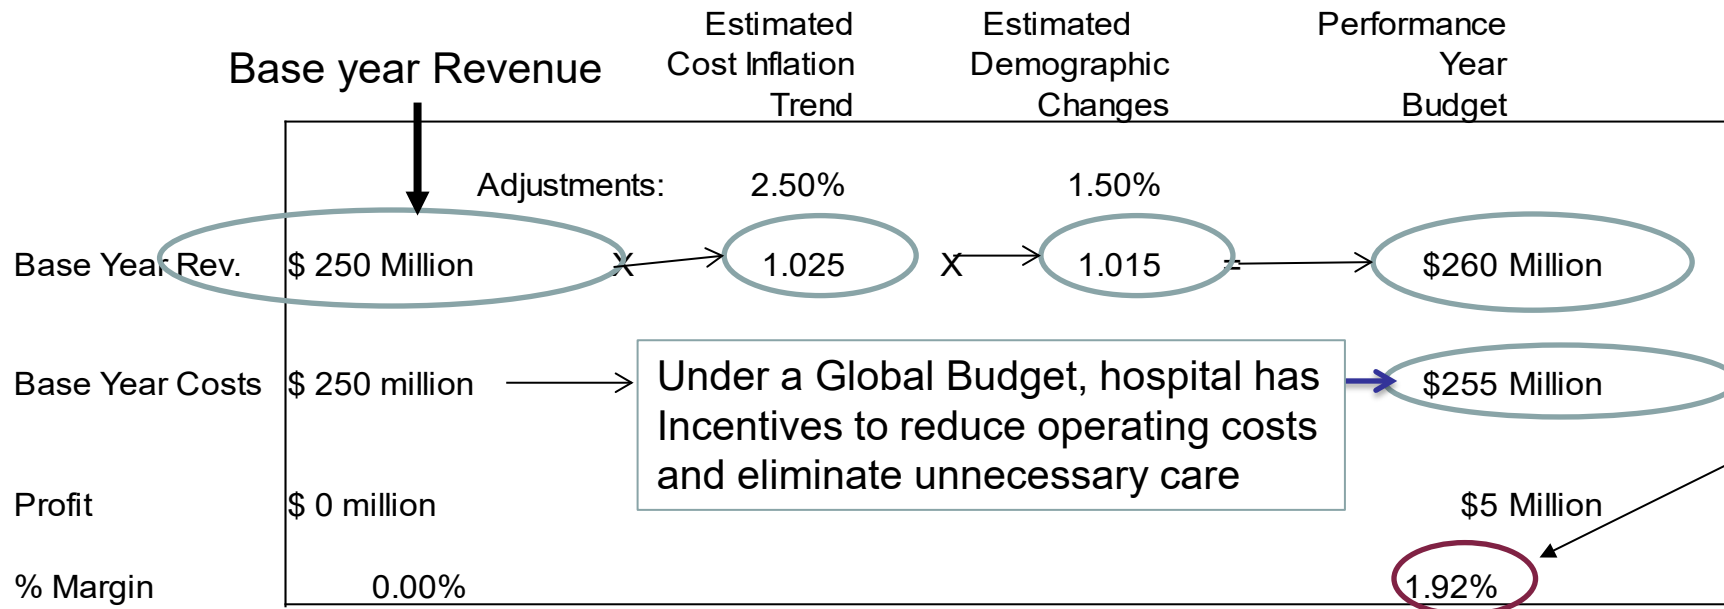 Estimated Estimated Performance
Base year Revenue Cost Inflation Demographic Year
Trend Changes Budget
Adjustments: 2.50% 1.50%
Base Year Rev. $ 250 Million X 1.025 X 1.015 = $260 Million
Base Year Costs $ 250 million Under a Global Budget, hospital has $255 Million
Incentives to reduce operating costs
and eliminate unnecessary care
Profit $ 0 million $5 Million
% Margin 0.00% 1.92%